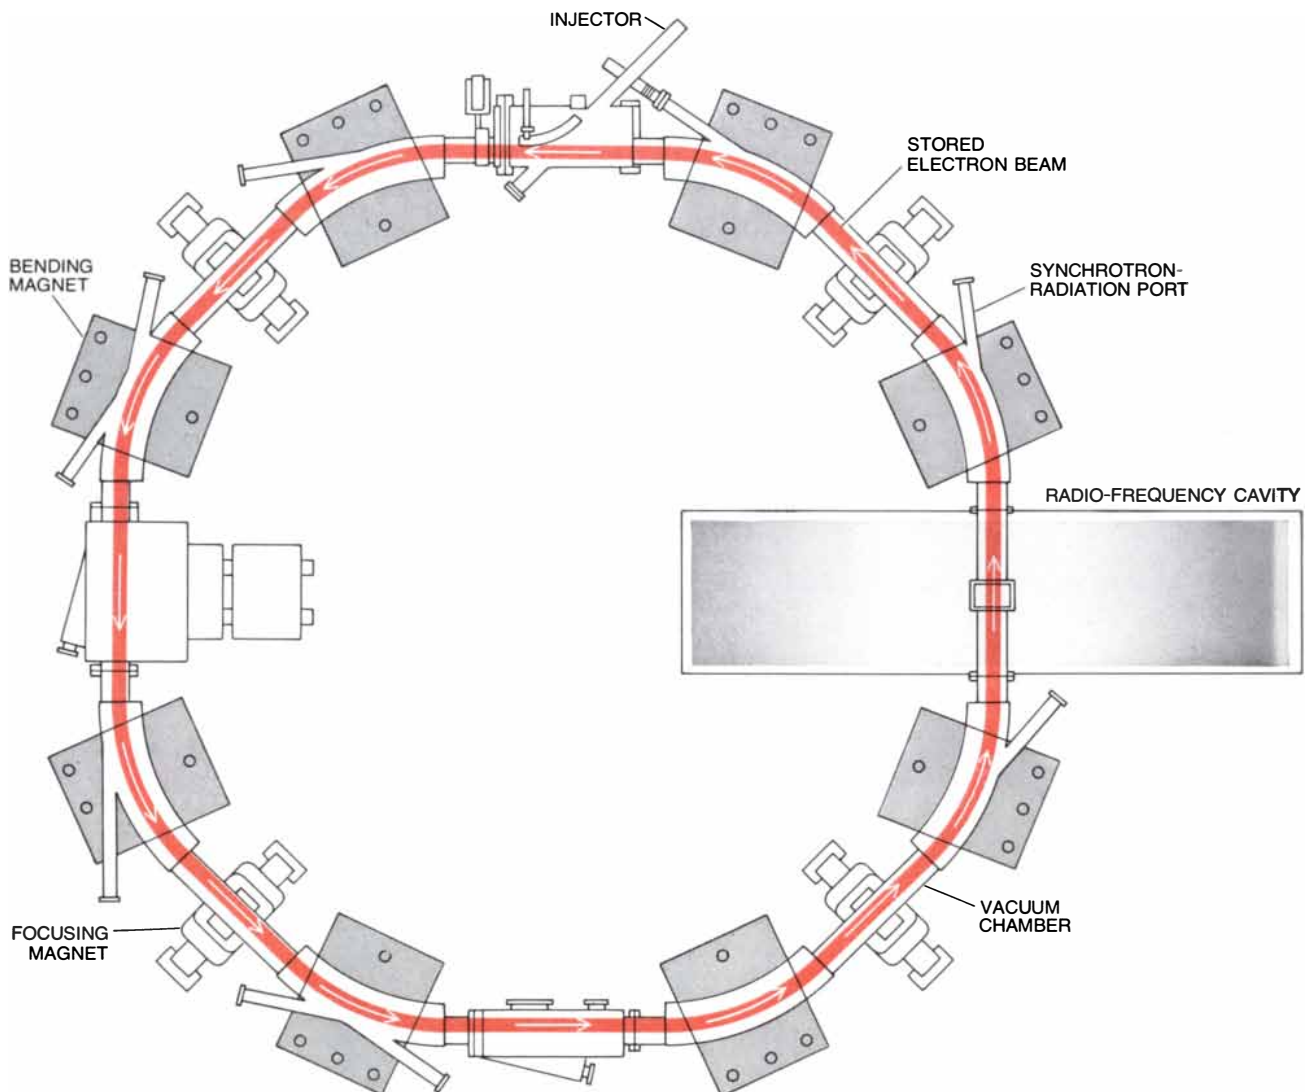 INJECTOR
STORED
ELECTRON BEAM
BENDING
MAGNET
SYNCHROTRON-
RADIATION PORT
RADIO-FREQUENCY CAVITY
VACUUM
CHAMBER
FOCUSING
MAGNET